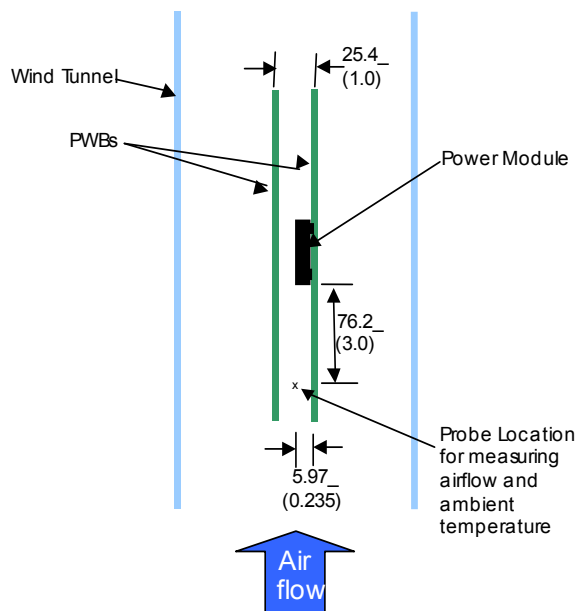 25.4_
(1.0)
Wind Tunnel
PWBs
Power Module
76.2_
(3.0)
x
Probe Location
for measuring
airflow and
ambient
temperature
5.97_
(0.235)
Air
flow